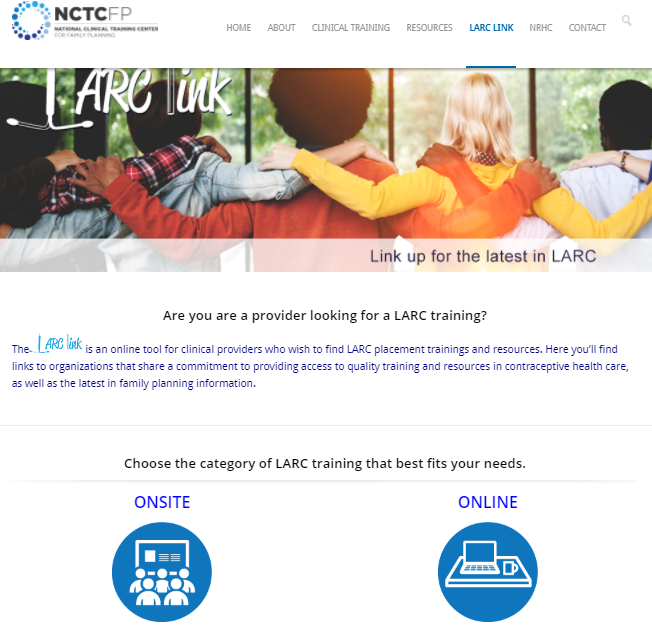 NCTCFP
NATIONAL CLINICAL TRAINING CENTER
FOR FAMILY PLANNING
HOME ABOUT CLINICAL TRAINING RESOURCES LARC LINK NRHC CONTACT
LARC link
Link up for the latest in LARC
Are you are a provider looking for a LARC training?
The LARC link is an online tool for clinical providers who wish to find LARC placement trainings and resources. Here you'll find
links to organizations that share a commitment to providing access to quality training and resources in contraceptive health care,
as well as the latest in family planning information.
Choose the category of LARC training that best fits your needs.
ONSITE ONLINE